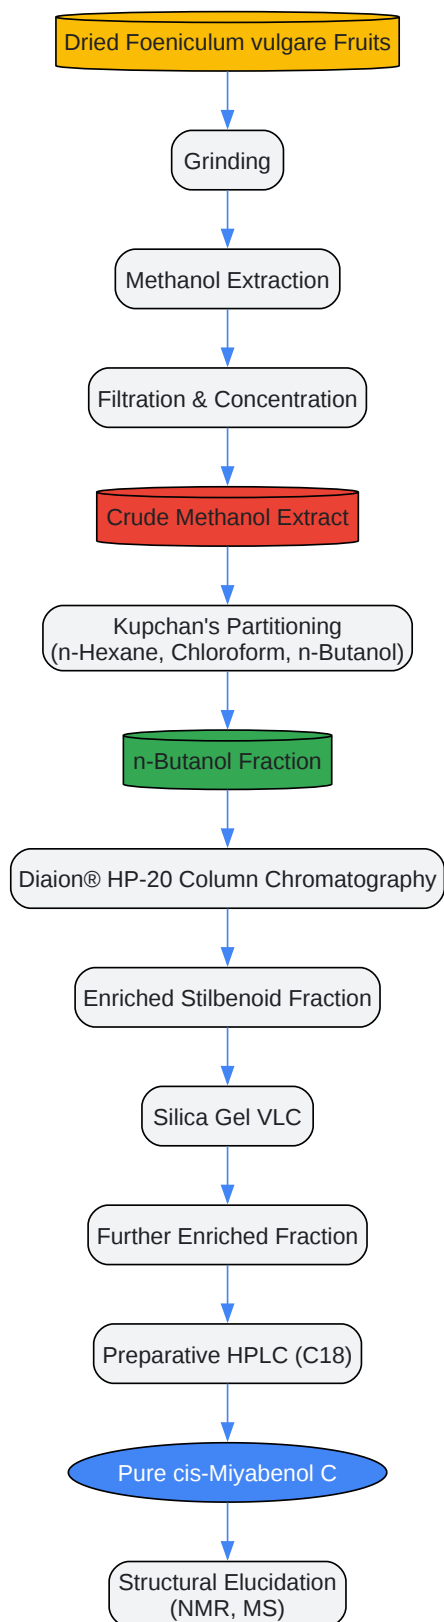 Dried Foeniculum vulgare Fruits
Grinding
Methanol Extraction
Filtration & Concentration
Crude Methanol Extract
Kupchan's Partitioning
(n-Hexane, Chloroform, n-Butanol)
n-Butanol Fraction
Diaion® HP-20 Column Chromatography
Enriched Stilbenoid Fraction
Silica Gel VLC
Further Enriched Fraction
Preparative HPLC (C18)
Pure cis-Miyabenol C
Structural Elucidation
(NMR, MS)